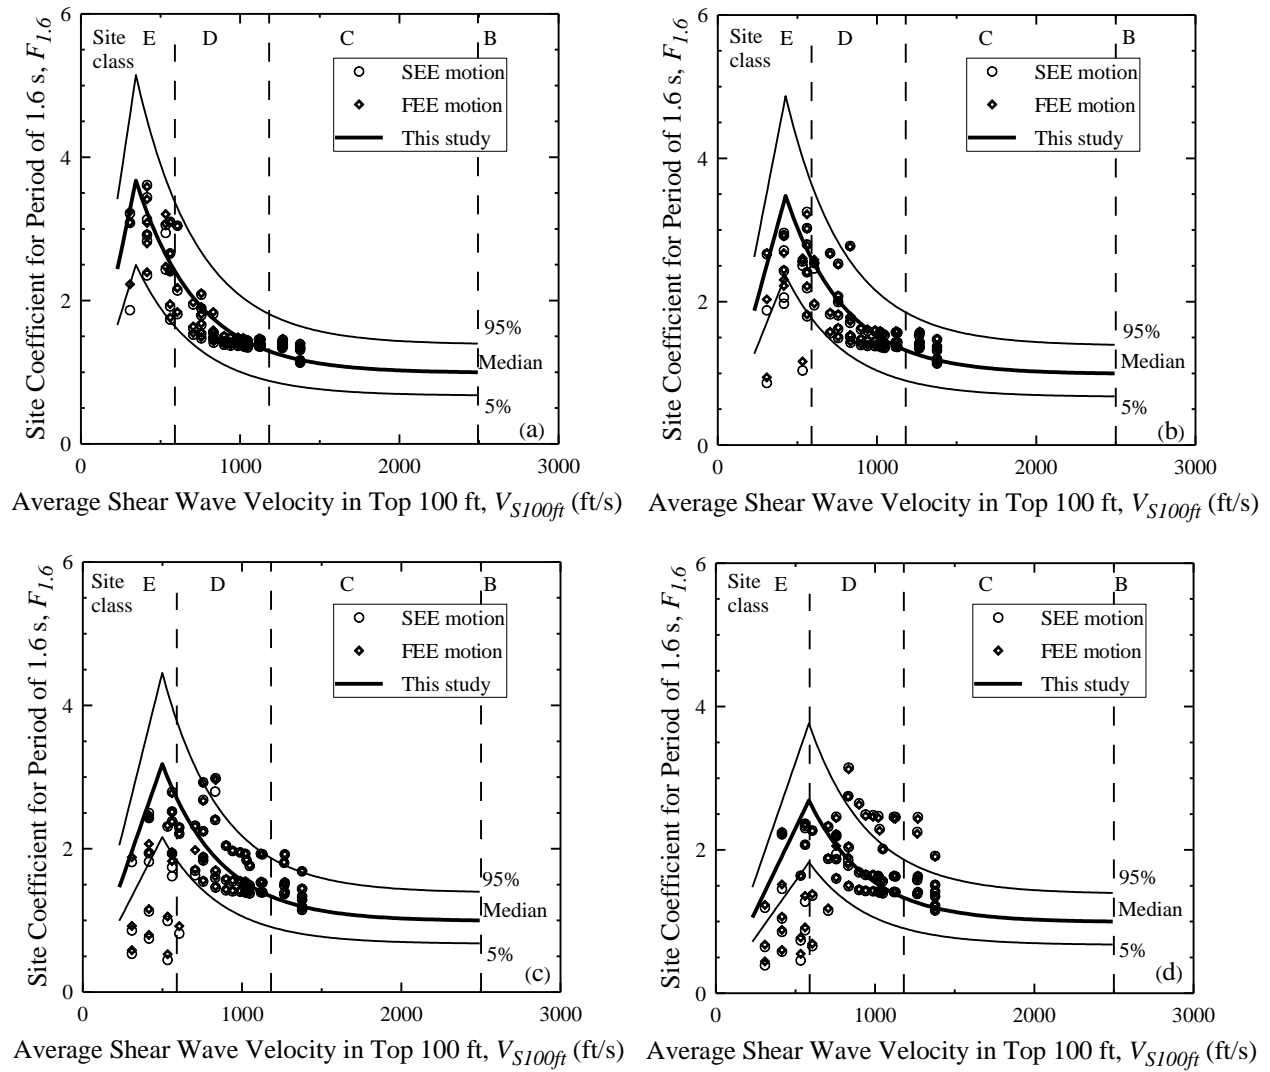 Site Coefficient for Period of 1.6 s, F1.6
6
4
2
0
Site
class
E
D
C
B
SEE motion
FEE motion
This study
95%
Median
5%
(a)
0
1000
2000
3000
Average Shear Wave Velocity in Top 100 ft, VS100ft (ft/s)
Site Coefficient for Period of 1.6 s, F1.6
6
4
2
0
Site
class
E
D
C
B
SEE motion
FEE motion
This study
95%
Median
5%
(b)
0
1000
2000
3000
Average Shear Wave Velocity in Top 100 ft, VS100ft (ft/s)
Site Coefficient for Period of 1.6 s, F1.6
6
4
2
0
Site
class
E
D
C
B
SEE motion
FEE motion
This study
95%
Median
5%
(c)
0
1000
2000
3000
Average Shear Wave Velocity in Top 100 ft, VS100ft (ft/s)
Site Coefficient for Period of 1.6 s, F1.6
6
4
2
0
Site
class
E
D
C
B
SEE motion
FEE motion
This study
95%
Median
5%
(d)
0
1000
2000
3000
Average Shear Wave Velocity in Top 100 ft, VS100ft (ft/s)